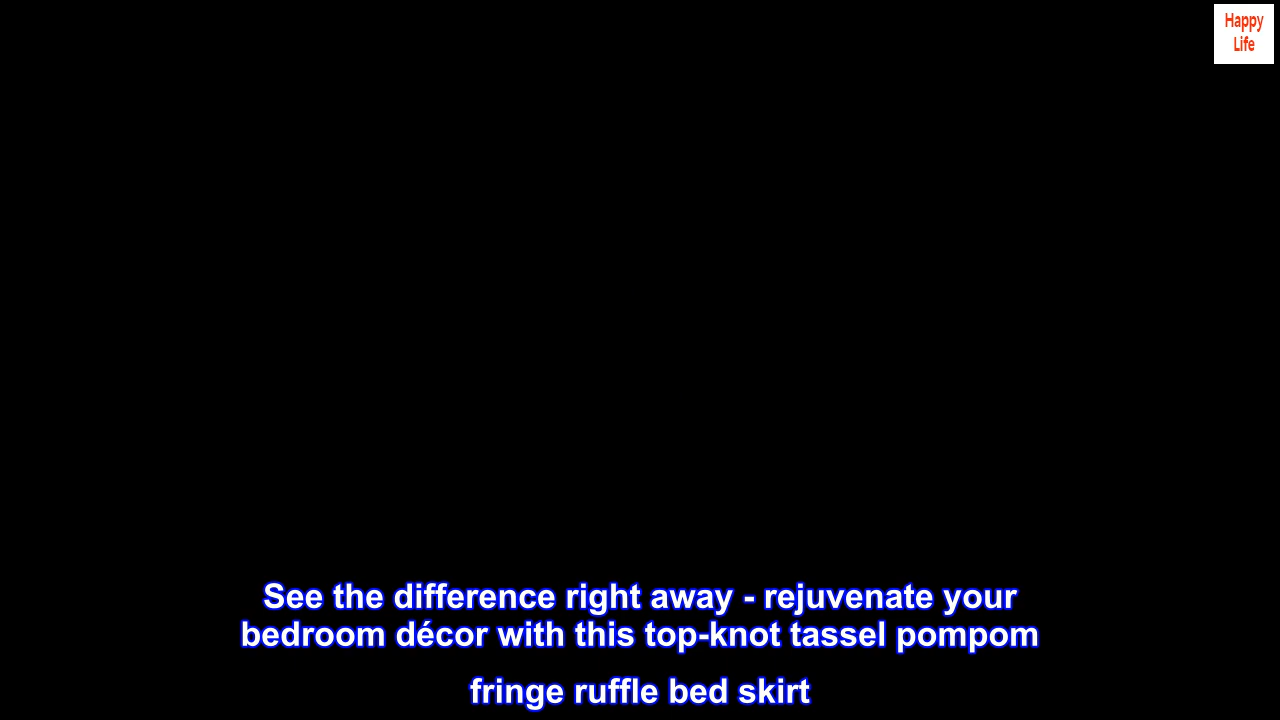 Happy
Life
See the difference right away - rejuvenate your
bedroom décor with this top-knot tassel pompom
fringe ruffle bed skirt